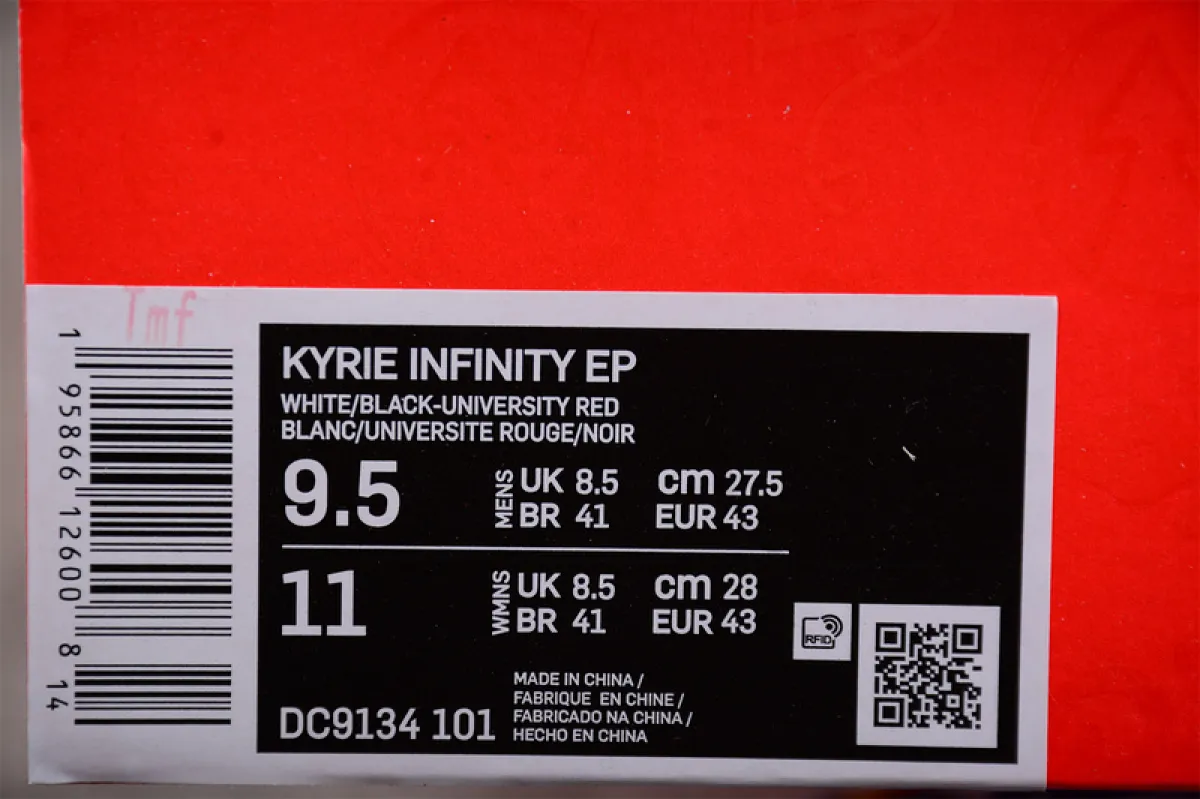 Tmf
1 95866 12600 8 14
KYRIE INFINITY EP
WHITE/BLACK-UNIVERSITY RED
BLANC/UNIVERSITE ROUGE/NOIR
9.5
MENS
UK 8.5 cm 27.5
BR 41 EUR 43
11
WMNS
UK 8.5 cm 28
BR 41 EUR 43
RFID
MADE IN CHINA /
FABRIQUE EN CHINE /
FABRICADO NA CHINA /
HECHO EN CHINA
DC9134 101